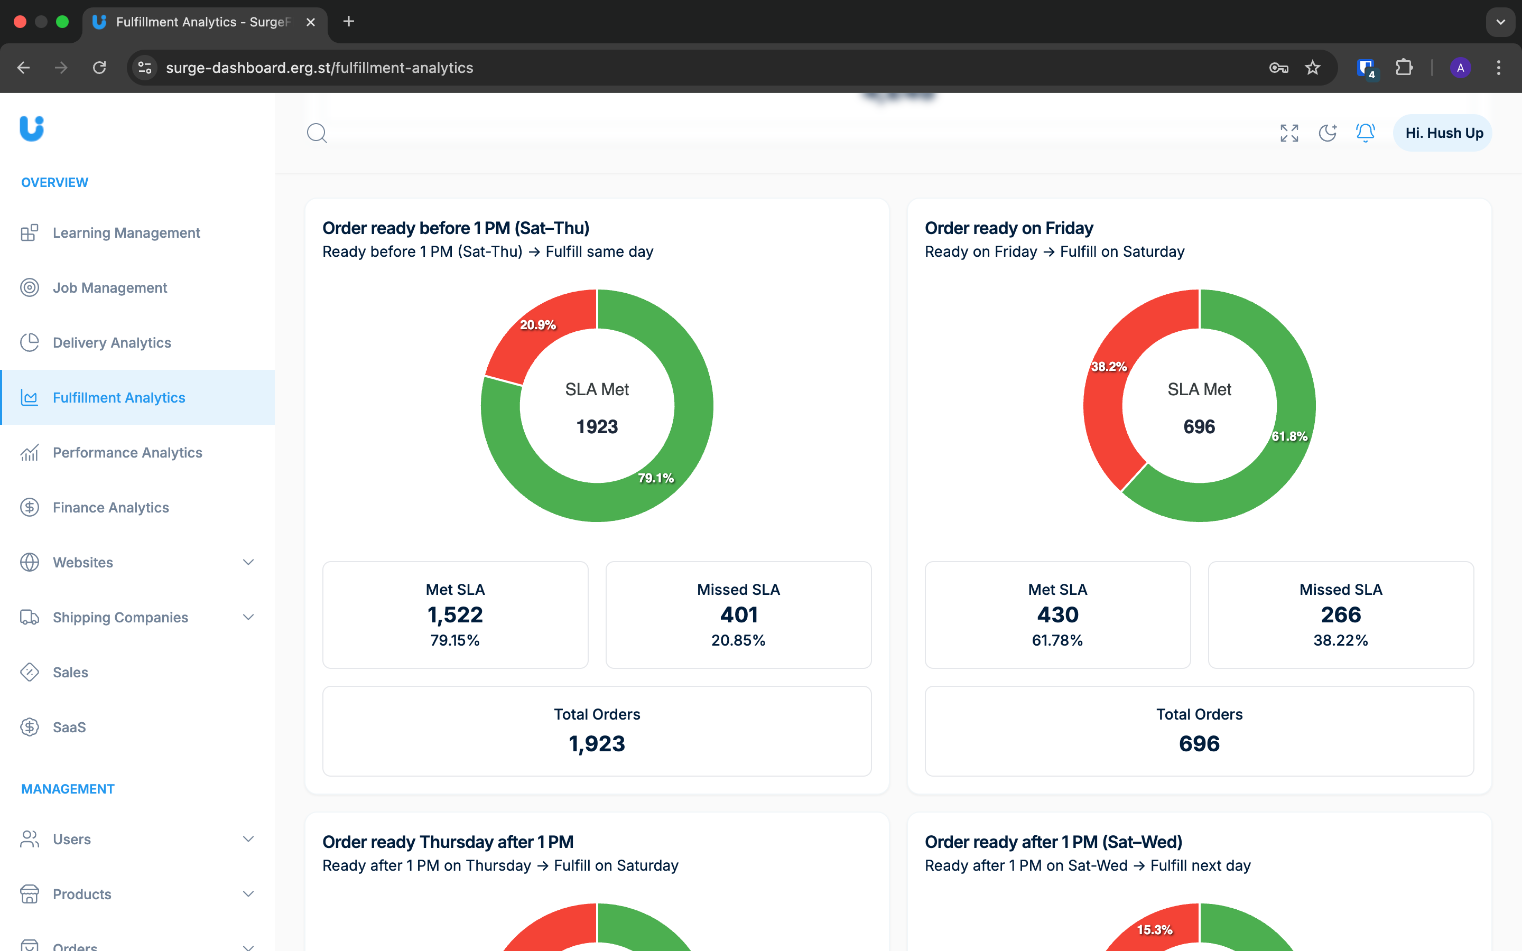 Fulfillment Analytics - SurgeF
surge-dashboard.erg.st/fulfillment-analytics
4
A
Hi. Hush Up
OVERVIEW
Learning Management
Job Management
Delivery Analytics
Fulfillment Analytics
Performance Analytics
Finance Analytics
Websites
Shipping Companies
Sales
SaaS
MANAGEMENT
Users
Products
Orders
Order ready before 1 PM (Sat–Thu)
Ready before 1 PM (Sat-Thu) → Fulfill same day
20.9%
SLA Met
1923
79.1%
Met SLA
1,522
79.15%
Missed SLA
401
20.85%
Total Orders
1,923
Order ready on Friday
Ready on Friday → Fulfill on Saturday
38.2%
SLA Met
696
61.8%
Met SLA
430
61.78%
Missed SLA
266
38.22%
Total Orders
696
Order ready Thursday after 1 PM
Ready after 1 PM on Thursday → Fulfill on Saturday
Order ready after 1 PM (Sat–Wed)
Ready after 1 PM on Sat-Wed → Fulfill next day
15.3%